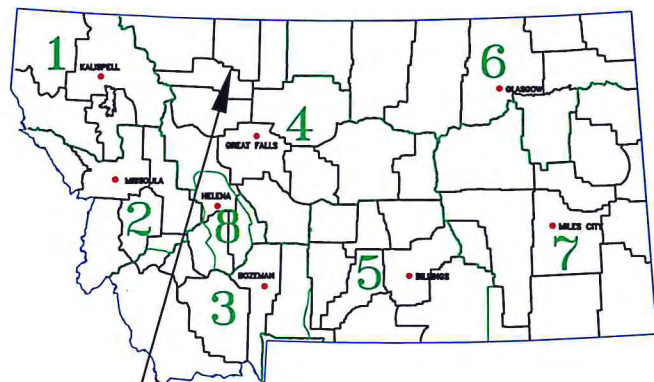 1
KALISPELL
6
GLASGOW
4
GREAT FALLS
MISSOULA
2
HELENA
8
MILES CITY
7
5
BILLINGS
BOZEMAN
3